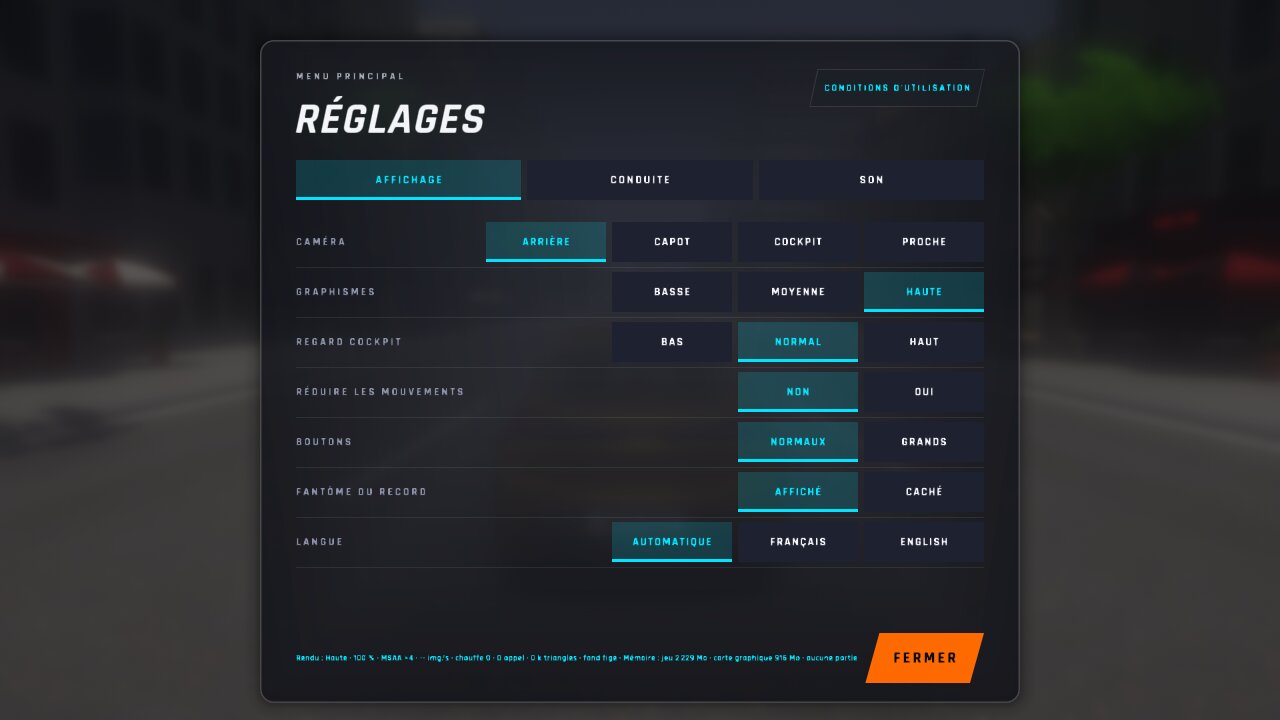 MENU PRINCIPAL
CONDITIONS D'UTILISATION
RÉGLAGES
AFFICHAGE CONDUITE SON
CAMÉRA ARRIÈRE CAPOT COCKPIT PROCHE
GRAPHISMES BASSE MOYENNE HAUTE
REGARD COCKPIT BAS NORMAL HAUT
RÉDUIRE LES MOUVEMENTS NON OUI
BOUTONS NORMAUX GRANDS
FANTÔME DU RECORD AFFICHÉ CACHÉ
LANGUE AUTOMATIQUE FRANÇAIS ENGLISH
Rendu : Haute · 100 % · MSAA ×4 · -- img/s · chauffe 0 · 0 appel · 0 k triangles · fond figé · Mémoire : jeu 2 229 Mo · carte graphique 916 Mo · aucune partie
FERMER